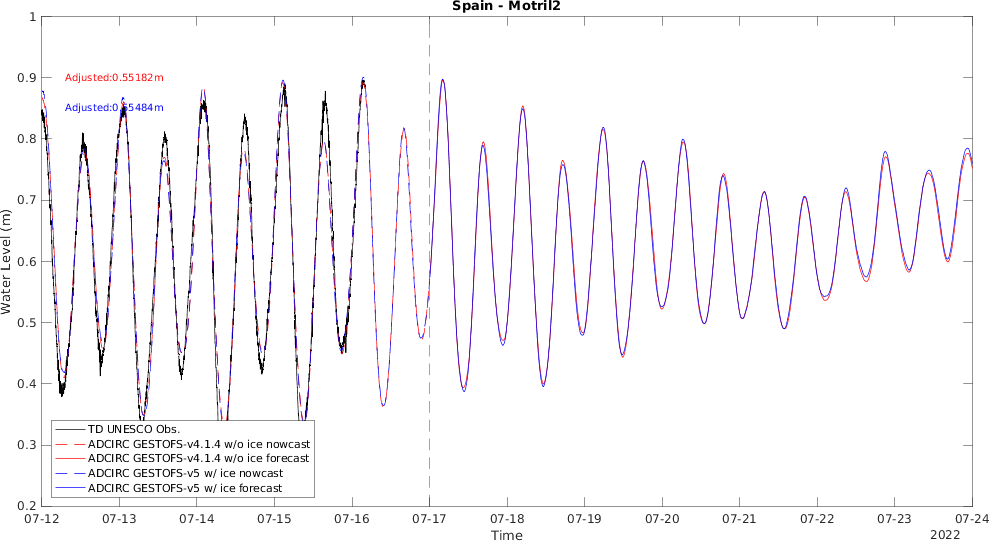 Spain - Motril2
1
0.9
0.8
0.7
0.6
0.5
0.4
0.3
0.2
Water Level (m)
Adjusted:0.55182m
Adjusted:0.55484m
TD UNESCO Obs.
ADCIRC GESTOFS-v4.1.4 w/o ice nowcast
ADCIRC GESTOFS-v4.1.4 w/o ice forecast
ADCIRC GESTOFS-v5 w/ ice nowcast
ADCIRC GESTOFS-v5 w/ ice forecast
07-12 07-13 07-14 07-15 07-16 07-17 07-18 07-19 07-20 07-21 07-22 07-23 07-24
Time
2022